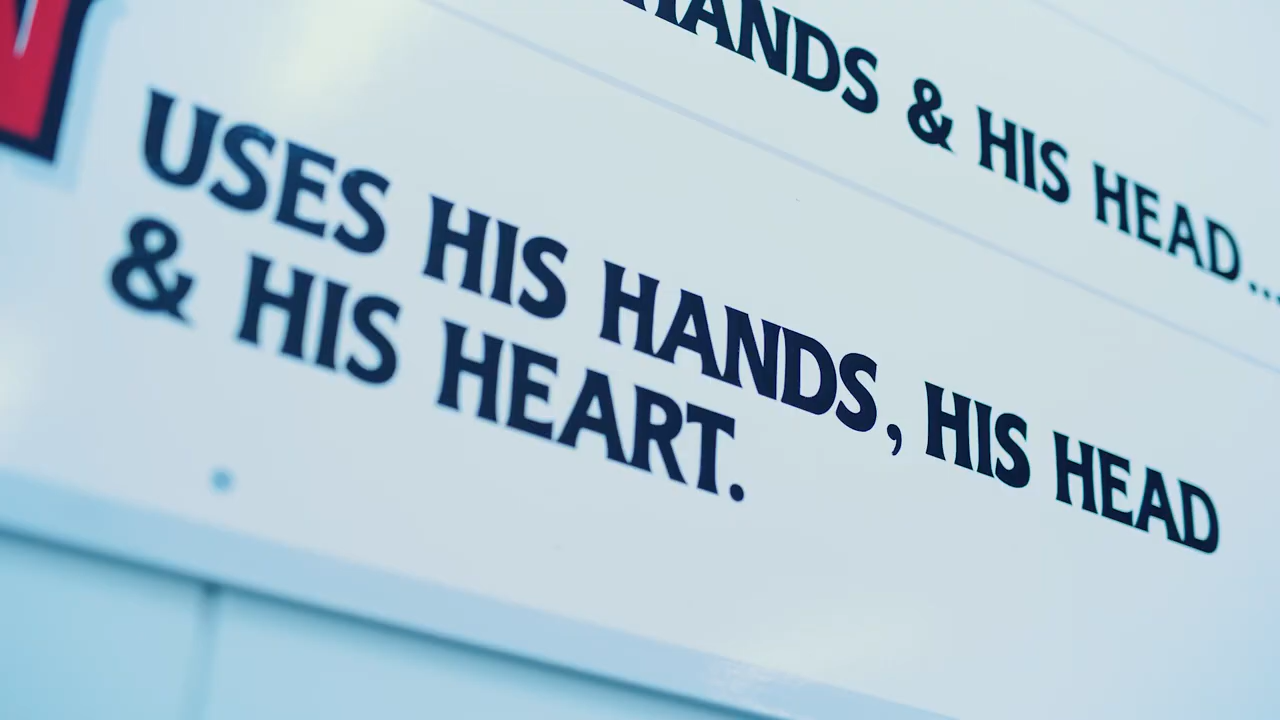 HANDS & HIS HEAD...
USES HIS HANDS, HIS HEAD
& HIS HEART.